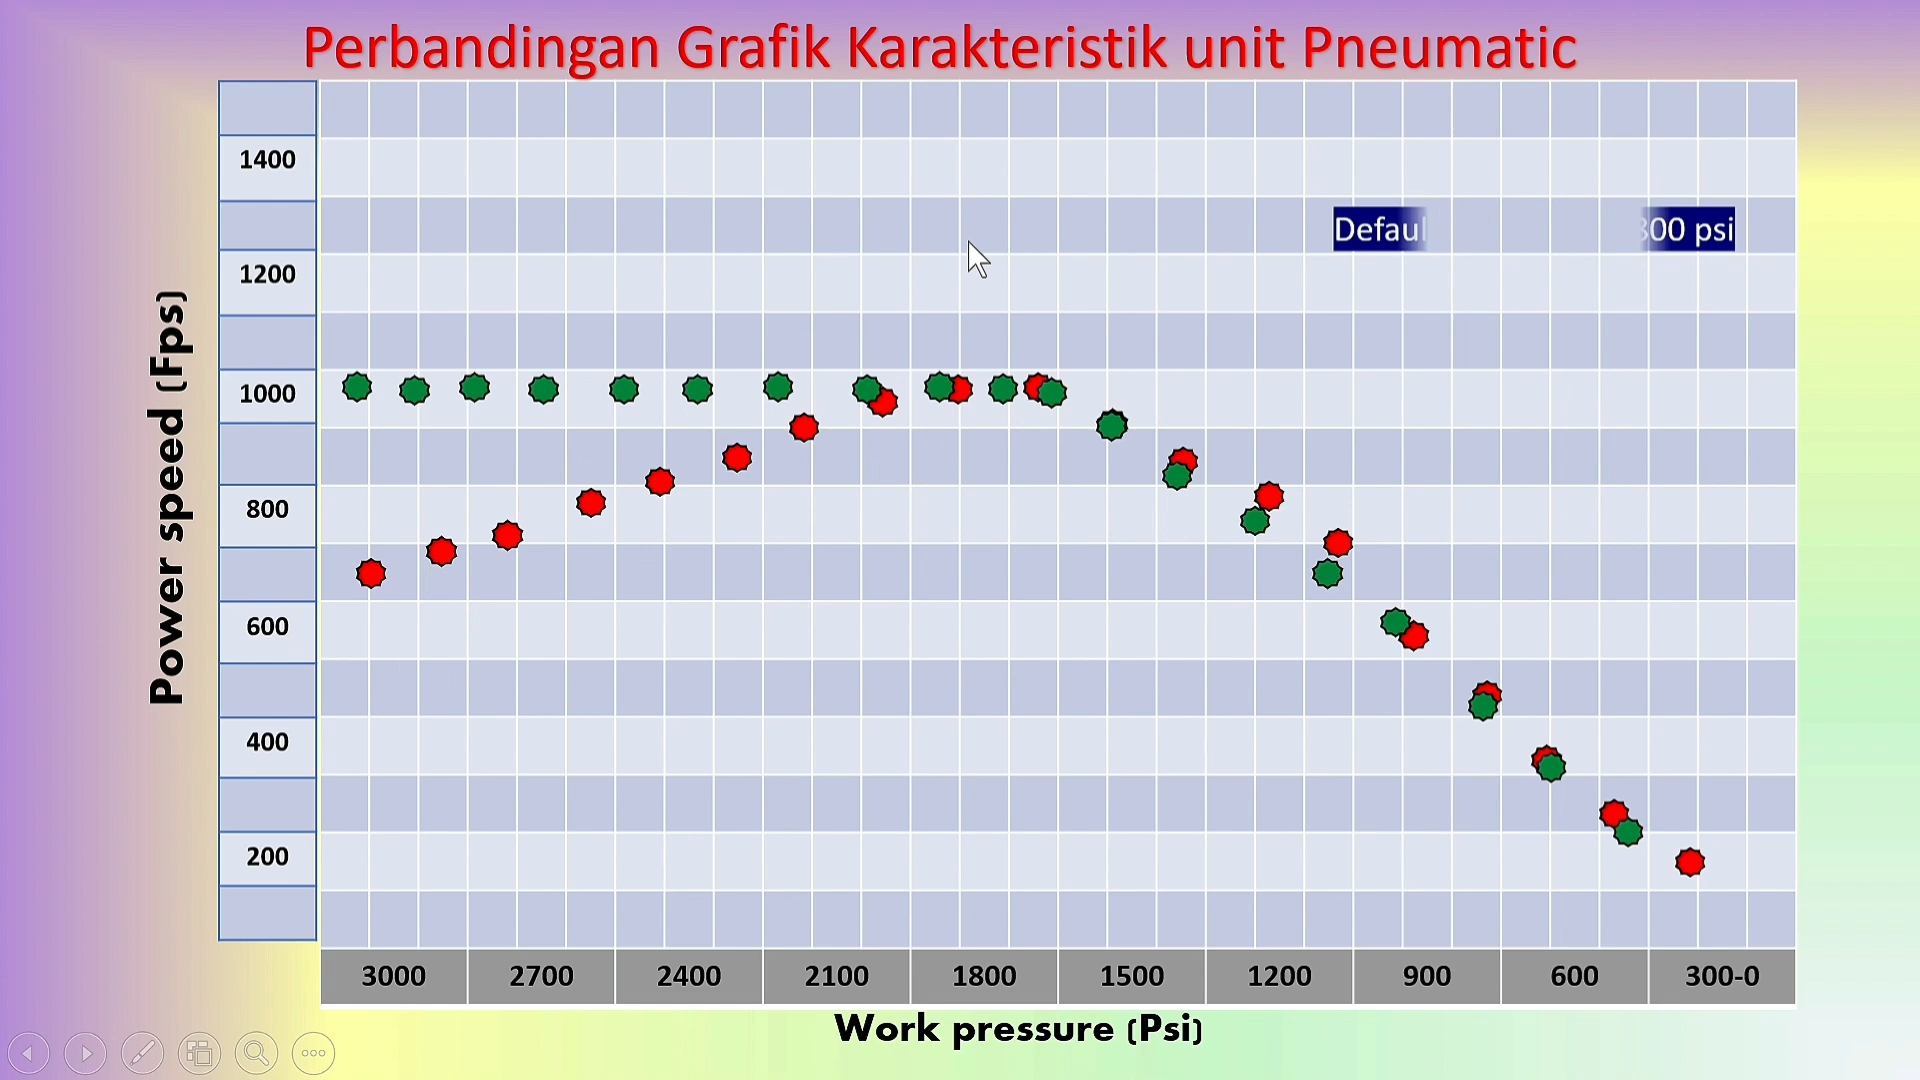 Perbandingan Grafik Karakteristik unit Pneumatic
1400
1200
1000
800
600
400
200
Power speed (Fps)
Defaul
00 psi
3000 2700 2400 2100 1800 1500 1200 900 600 300-0
Work pressure (Psi)